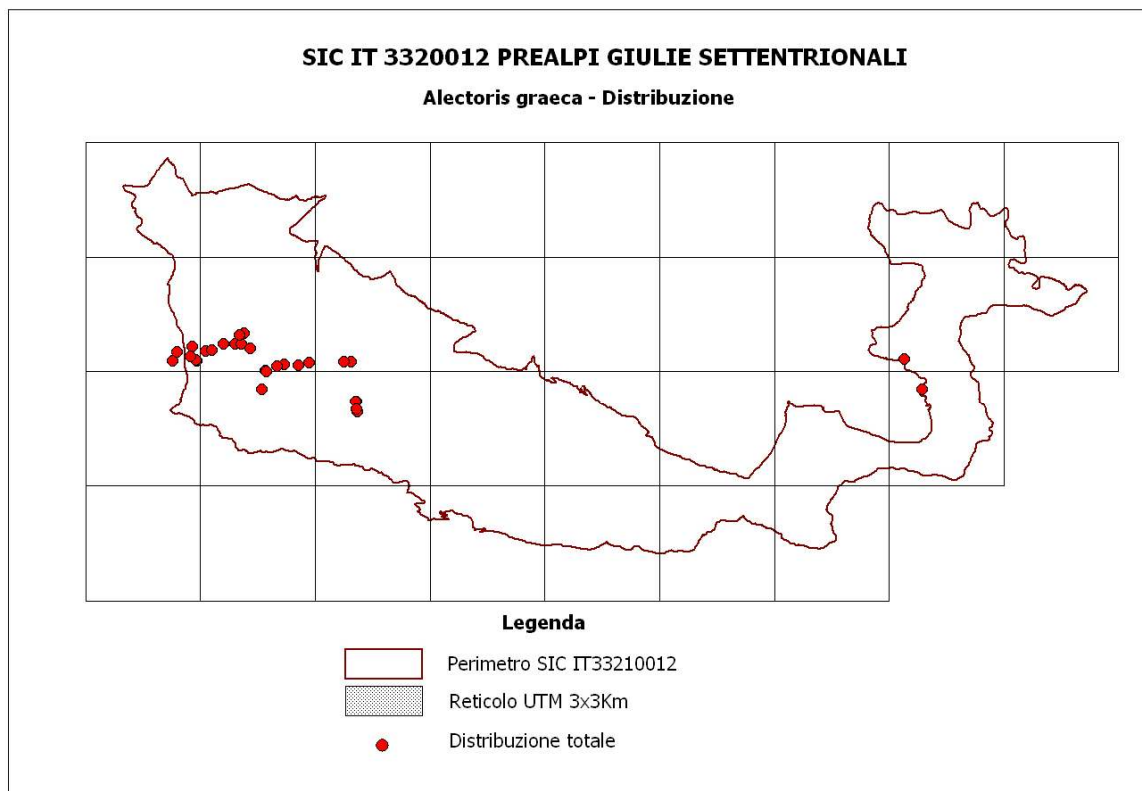 SIC IT 3320012 PREALPI GIULIE SETTENTRIONALI
Alectoris graeca - Distribuzione
Legenda
Perimetro SIC IT33210012
Reticolo UTM 3x3Km
Distribuzione totale